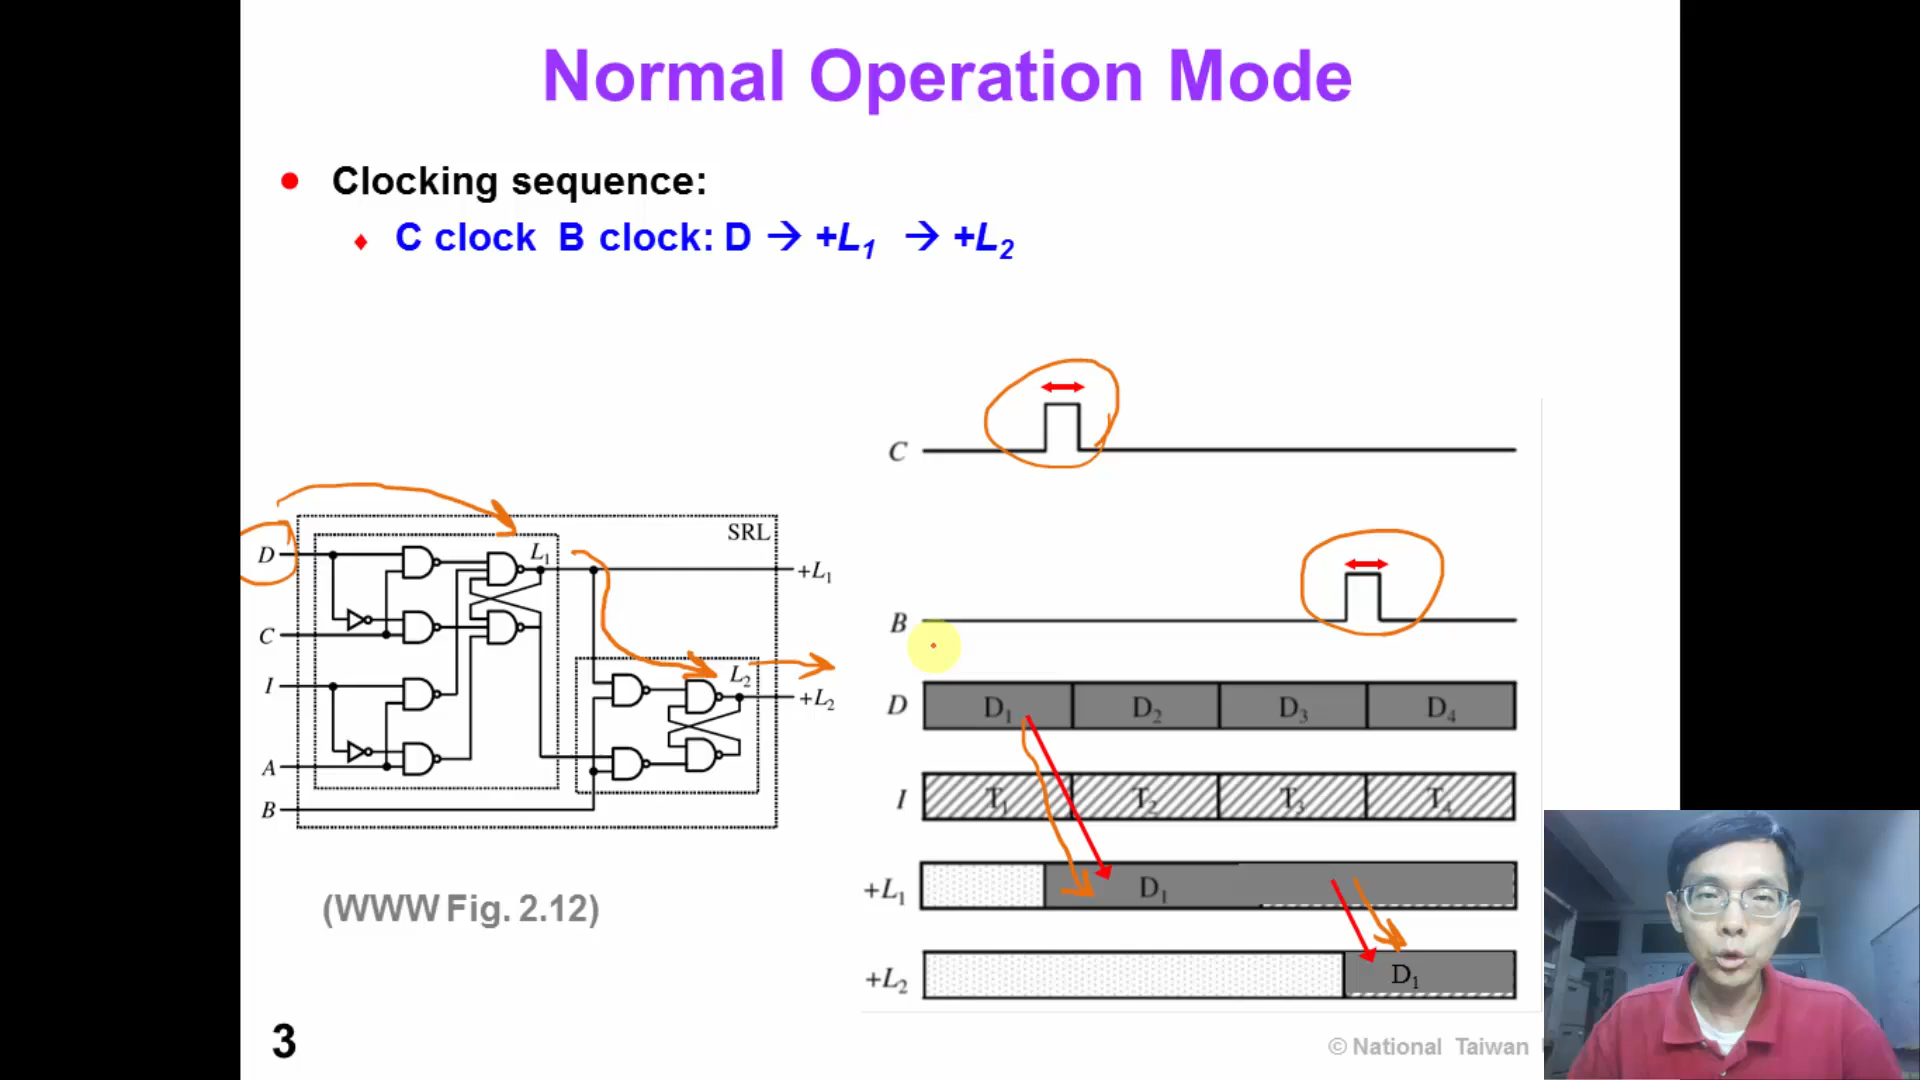 Normal Operation Mode
● Clocking sequence:
♦ C clock B clock: D → +L1 → +L2
C
B
D D1 D2 D3 D4
I T1 T2 T3 T4
+L1 D1
+L2 D1
SRL
D
L1
+L1
C
I
L2
+L2
A
B
(WWW Fig. 2.12)
3
© National Taiwan